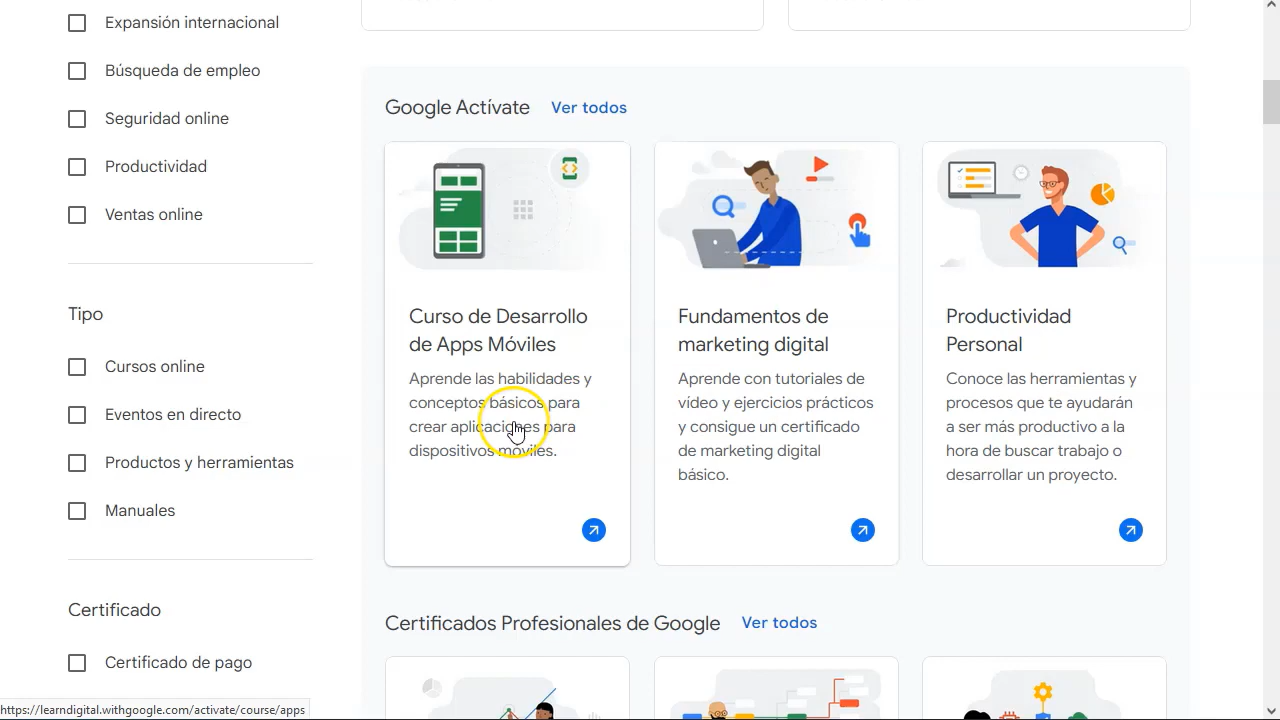 Expansión internacional
Búsqueda de empleo
Seguridad online
Productividad
Ventas online
Tipo
Cursos online
Eventos en directo
Productos y herramientas
Manuales
Certificado
Certificado de pago
Google Actívate Ver todos
Curso de Desarrollo
de Apps Móviles
Aprende las habilidades y
conceptos básicos para
crear aplicaciones para
dispositivos móviles.
Fundamentos de
marketing digital
Aprende con tutoriales de
vídeo y ejercicios prácticos
y consigue un certificado
de marketing digital
básico.
Productividad
Personal
Conoce las herramientas y
procesos que te ayudarán
a ser más productivo a la
hora de buscar trabajo o
desarrollar un proyecto.
Certificados Profesionales de Google Ver todos
https://learndigital.withgoogle.com/activate/course/apps